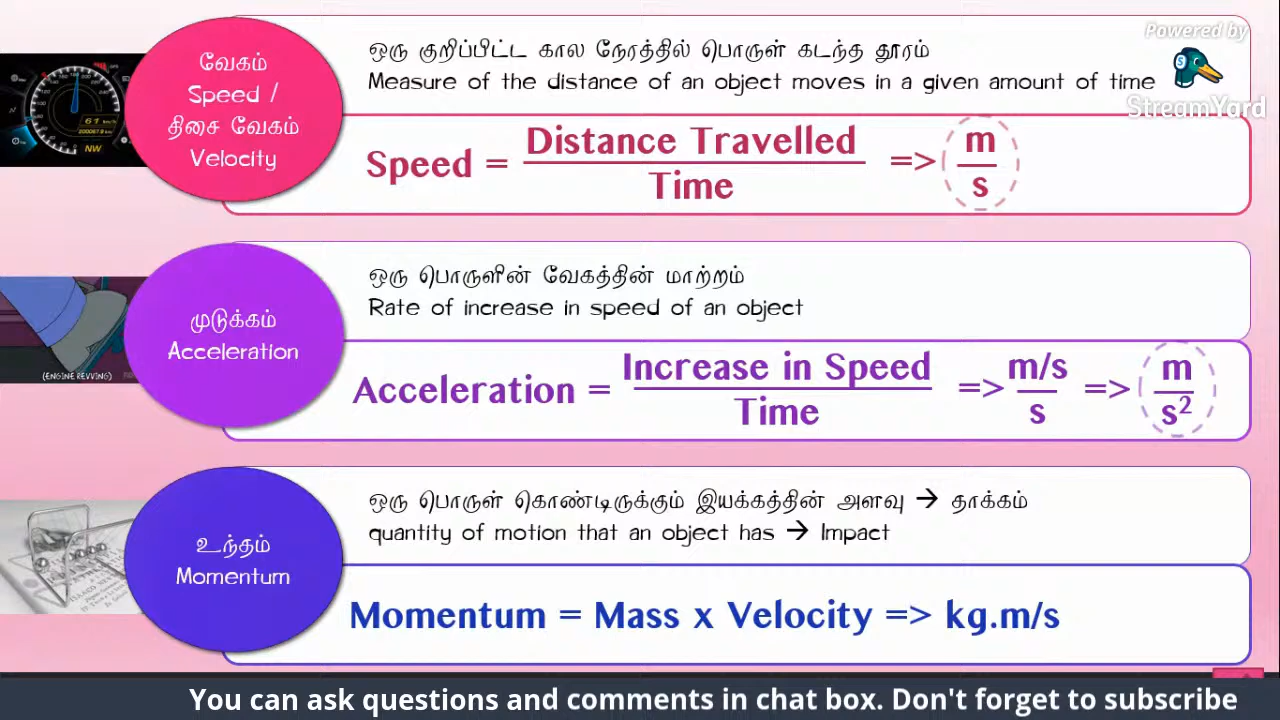 Powered by
StreamYard
வேகம்
Speed /
திசை வேகம்
Velocity
ஒரு குறிப்பீட்ட கால நேரத்தில் பொருள் கடந்த தூரம்
Measure of the distance of an object moves in a given amount of time
Speed = Distance Travelled / Time => m / s
61
NW
முடுக்கம்
Acceleration
ஒரு பொருளின் வேகத்தின் மாற்றம்
Rate of increase in speed of an object
Acceleration = Increase in Speed / Time => m/s / s => m / s²
(ENGINE REVVING)
உந்தம்
Momentum
ஒரு பொருள் கொண்டிருக்கும் இயக்கத்தின் அளவு → தாக்கம்
quantity of motion that an object has → Impact
Momentum = Mass x Velocity => kg.m/s
You can ask questions and comments in chat box. Don't forget to subscribe